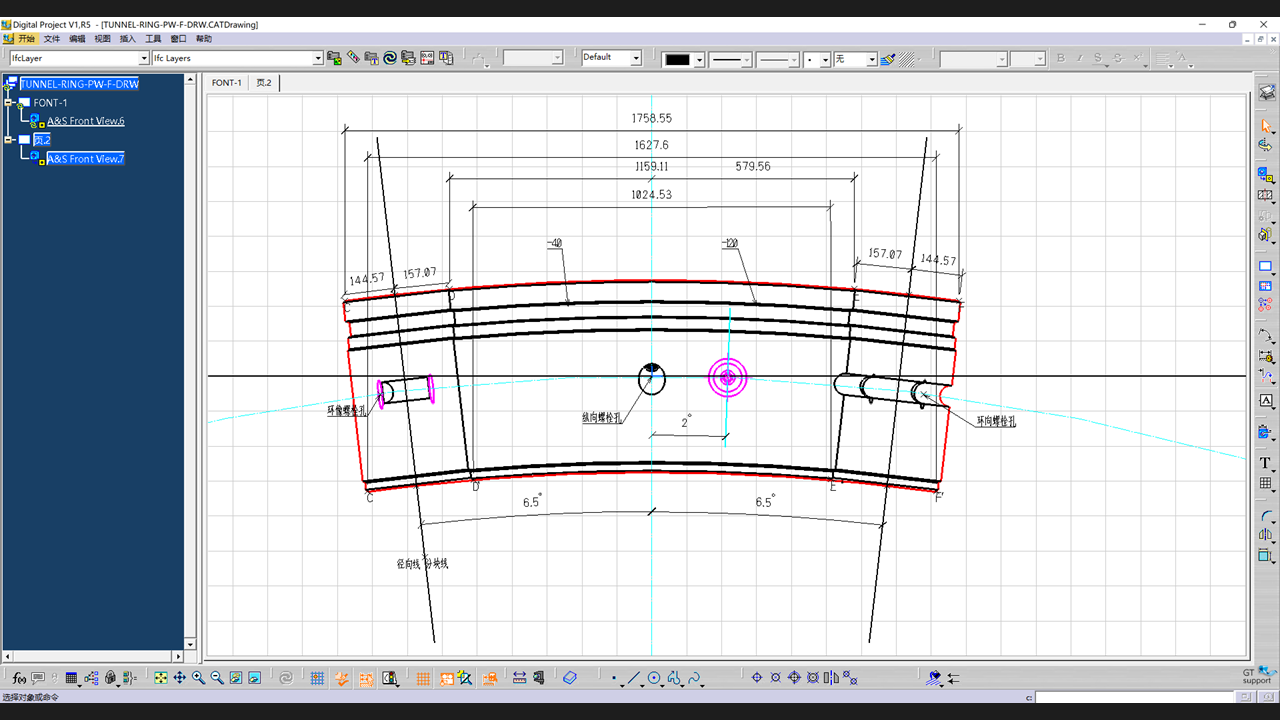 Digital Project V1,R5 - [TUNNEL-RING-PW-F-DRW.CATDrawing]
开始 文件 编辑 视图 插入 工具 窗口 帮助
IfcLayer Ifc Layers Default 无
TUNNEL-RING-PW-F-DRW
FONT-1
A&S Front View.6
页.2
A&S Front View.7
FONT-1 页.2
1758.55
1627.6
1159.11 579.56
1024.53
-40 -120
157.07 144.57
144.57 157.07
C D E F
环像螺栓孔
纵向螺栓孔
环向螺栓孔
2°
C D' E' F'
6.5° 6.5°
径向线 分块线
GT support
选择对象或命令
c: